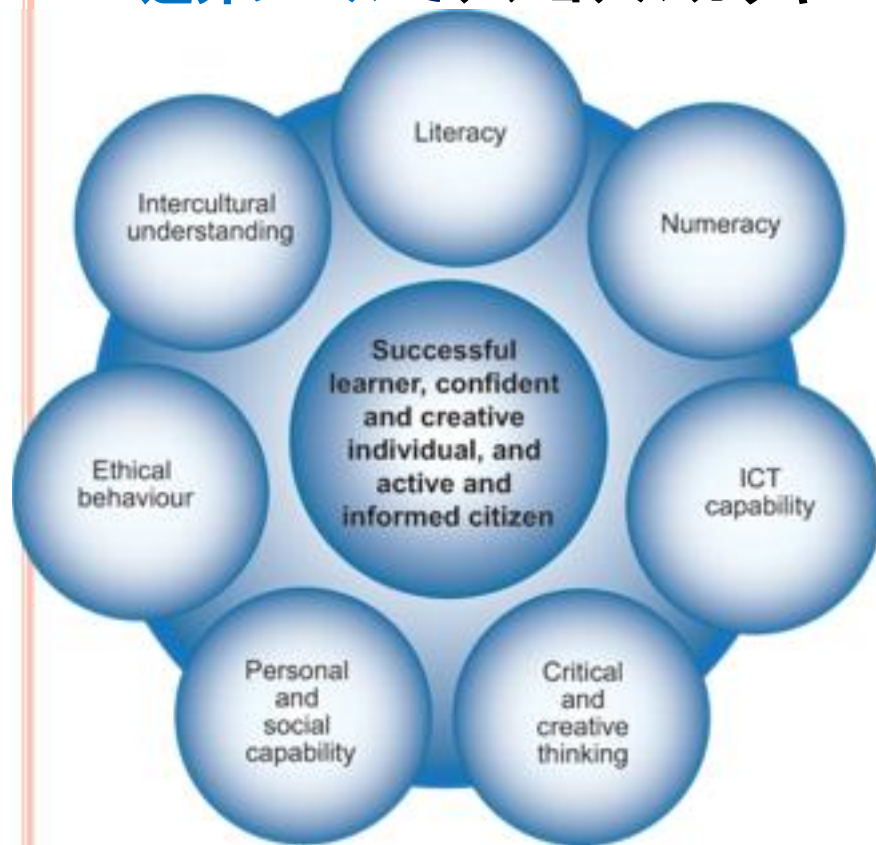 Literacy
Numeracy
ICT
capability
Critical
and
creative
thinking
Personal
and
social
capability
Ethical
behaviour
Intercultural
understanding
Successful
learner, confident
and creative
individual, and
active and
informed citizen